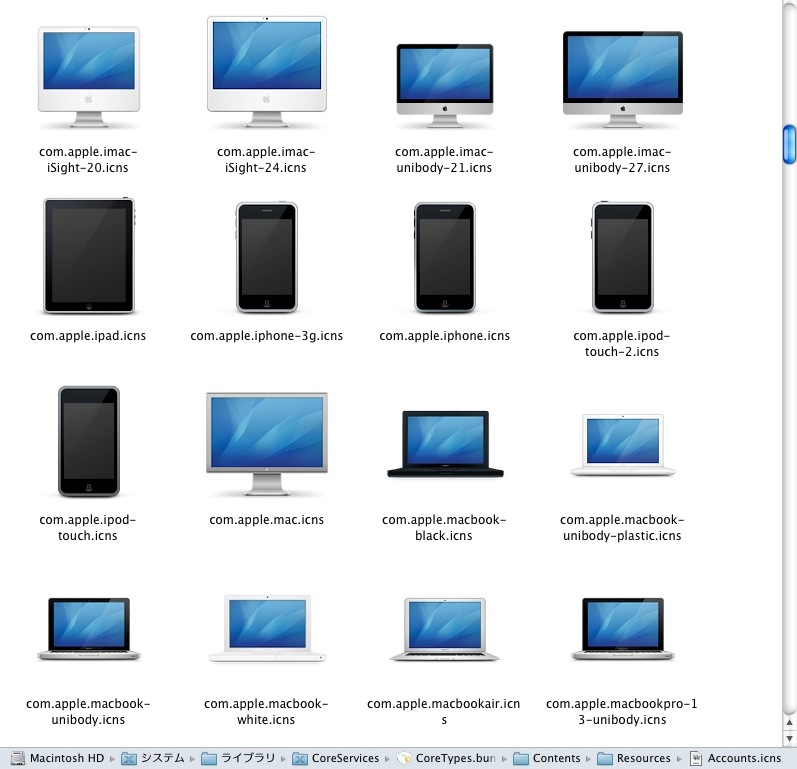 com.apple.imac-
iSight-20.icns
com.apple.imac-
iSight-24.icns
com.apple.imac-
unibody-21.icns
com.apple.imac-
unibody-27.icns
com.apple.ipad.icns
com.apple.iphone-3g.icns
com.apple.iphone.icns
com.apple.ipod-
touch-2.icns
com.apple.ipod-
touch.icns
com.apple.mac.icns
com.apple.macbook-
black.icns
com.apple.macbook-
unibody-plastic.icns
com.apple.macbook-
unibody.icns
com.apple.macbook-
white.icns
com.apple.macbookair.icn
s
com.apple.macbookpro-1
3-unibody.icns
Macintosh HD ▸ システム ▸ ライブラリ ▸ CoreServices ▸ CoreTypes.bun ▸ Contents ▸ Resources ▸ Accounts.icns